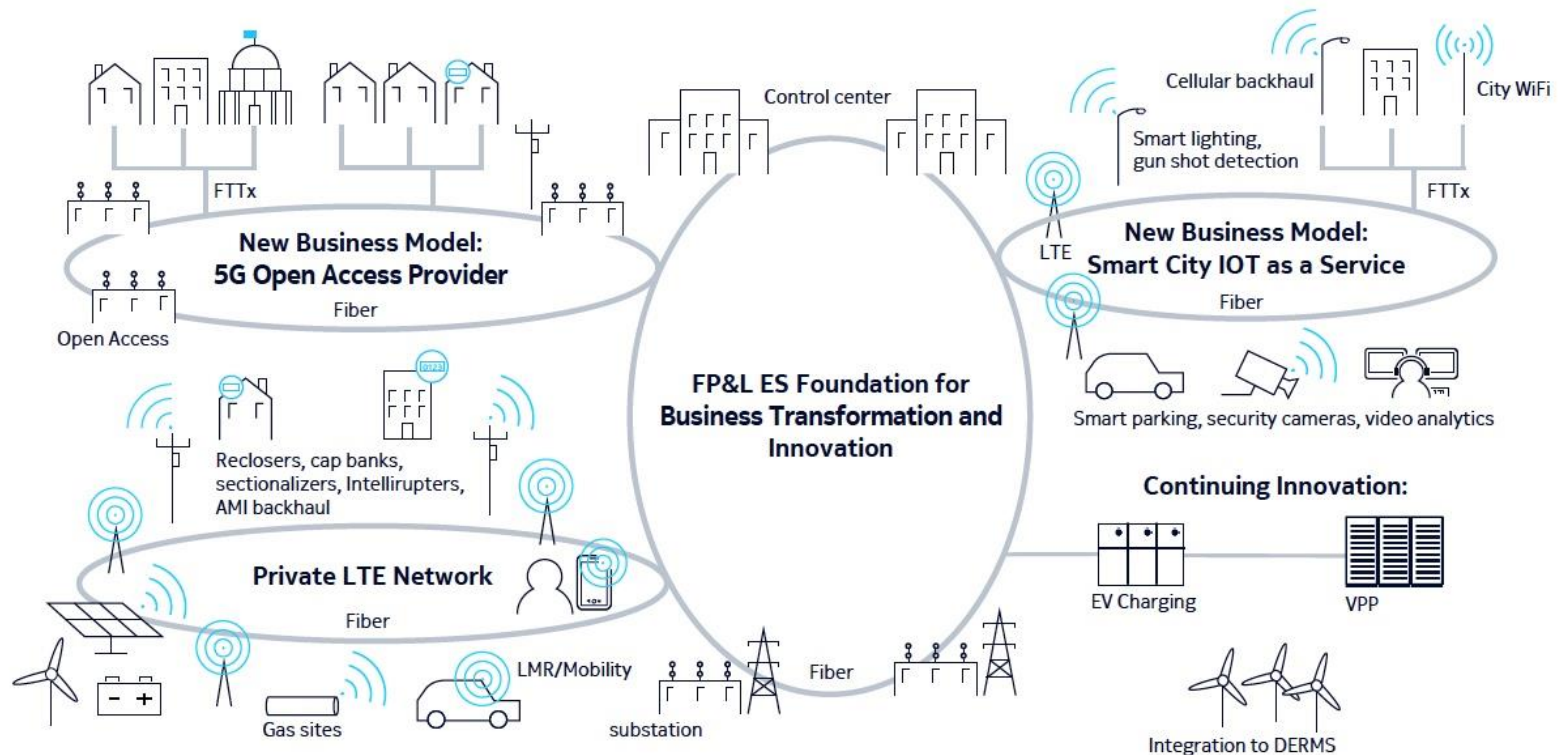 Control center
Cellular backhaul
City WiFi
Smart lighting,
gun shot detection
FTTx
FTTx
New Business Model:
5G Open Access Provider
Fiber
Open Access
LTE
New Business Model:
Smart City IOT as a Service
Fiber
Smart parking, security cameras, video analytics
FP&L ES Foundation for
Business Transformation and
Innovation
0123
Reclosers, cap banks,
sectionalizers, Intellirupters,
AMI backhaul
Private LTE Network
Fiber
Continuing Innovation:
EV Charging
VPP
LMR/Mobility
Gas sites
substation
Fiber
Integration to DERMS